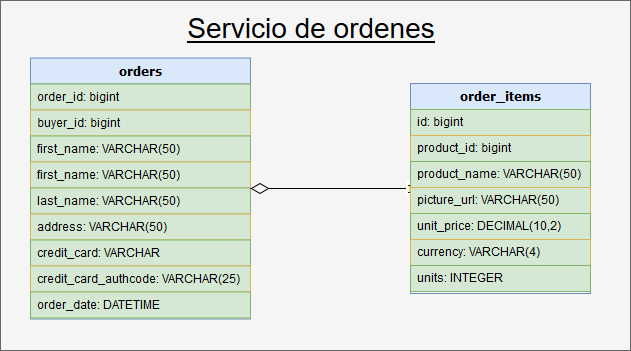 Servicio de ordenes
orders
order_id: bigint
buyer_id: bigint
first_name: VARCHAR(50)
first_name: VARCHAR(50)
last_name: VARCHAR(50)
address: VARCHAR(50)
credit_card: VARCHAR
credit_card_authcode: VARCHAR(25)
order_date: DATETIME
order_items
id: bigint
product_id: bigint
product_name: VARCHAR(50)
picture_url: VARCHAR(50)
unit_price: DECIMAL(10,2)
currency: VARCHAR(4)
units: INTEGER